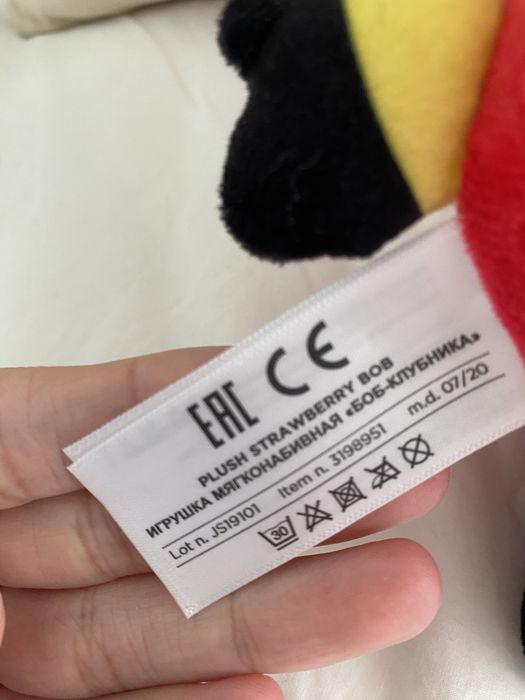 EAC CE
PLUSH STRAWBERRY BOB
ИГРУШКА МЯГКОНАБИВНАЯ «БОБ-КЛУБНИКА»
Lot n. JS19101 Item n. 3198951 m.d. 07/20
30